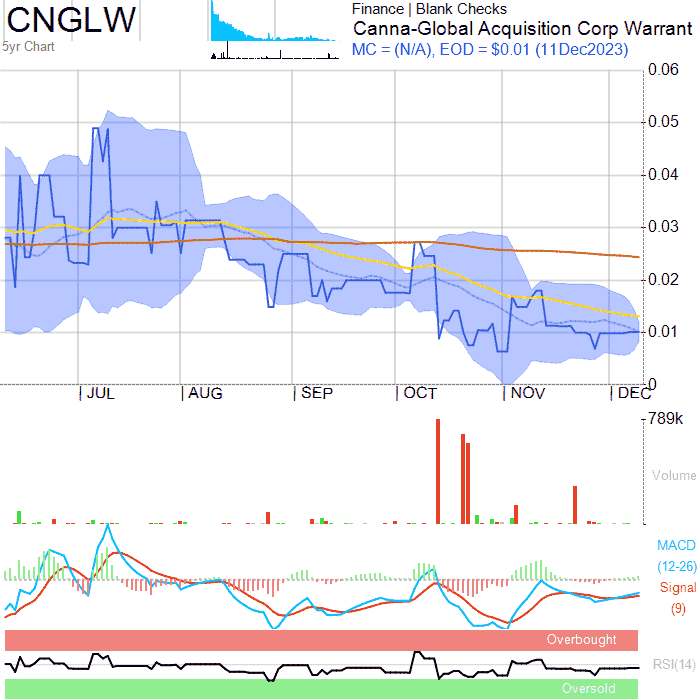 CNGLW
5yr Chart
Finance | Blank Checks
Canna-Global Acquisition Corp Warrant
MC = (N/A), EOD = $0.01 (11Dec2023)
0.06
0.05
0.04
0.03
0.02
0.01
0
| JUL | AUG | SEP | OCT | NOV | DEC
789k
Volume
MACD
(12-26)
Signal
(9)
Overbought
RSI(14)
Oversold